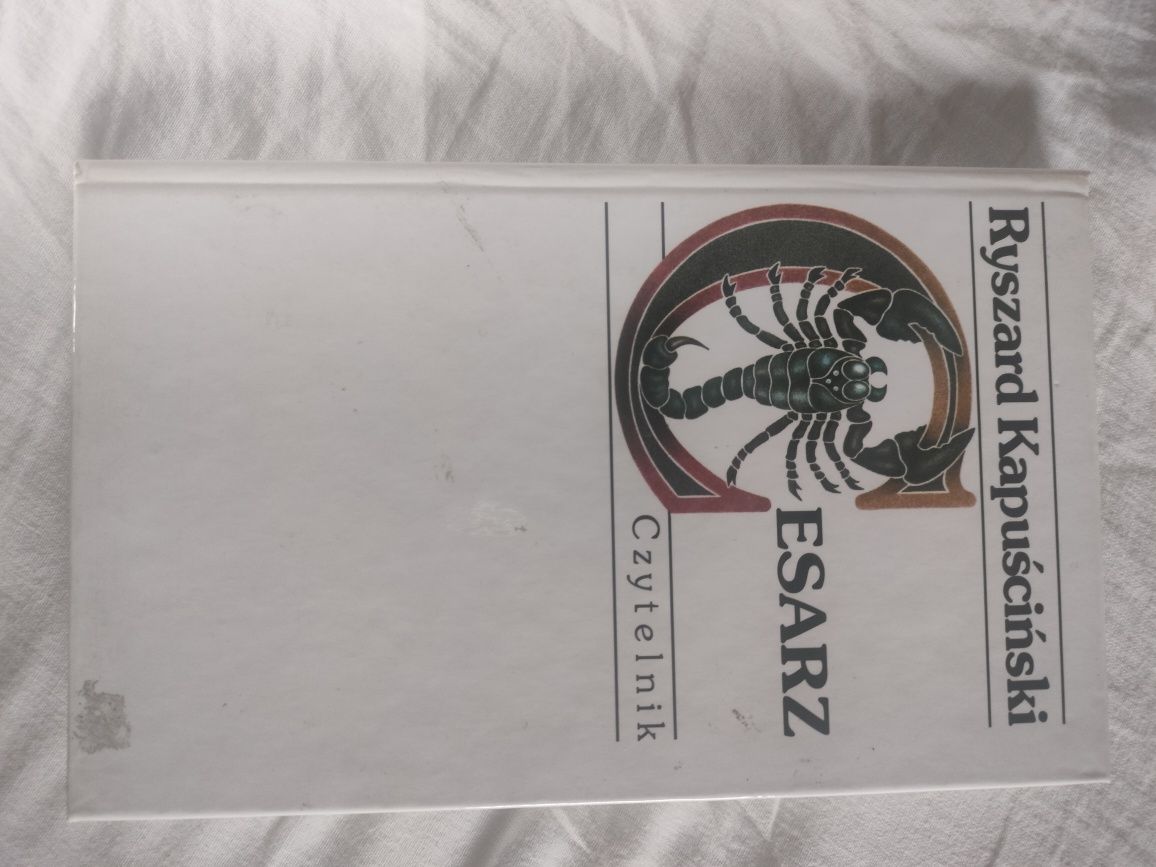 Ryszard Kapuściński
CESARZ
Czytelnik